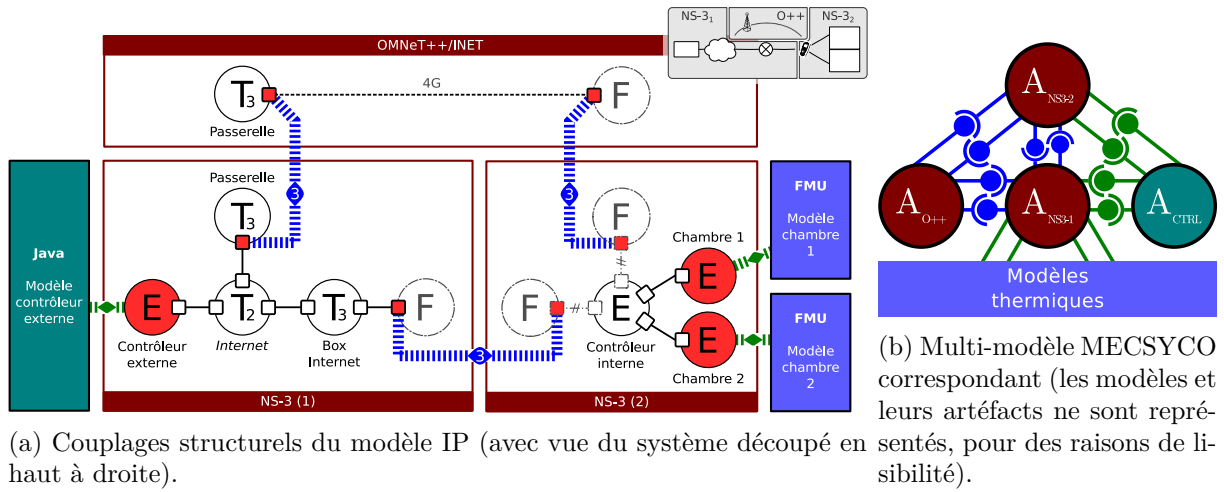 NS-3₁
O++
NS-3₂
OMNeT++/INET
4G
T₃
F
Passerelle
3
3
Java
Modèle
contrôleur
externe
Passerelle
T₃
E
T₂
T₃
F
Contrôleur
externe
Internet
Box
Internet
NS-3 (1)
3
F
F
E
Contrôleur
interne
Chambre 1
E
E
Chambre 2
NS-3 (2)
FMU
Modèle
chambre
1
FMU
Modèle
chambre
2
(a) Couplages structurels du modèle IP (avec vue du système découpé en
haut à droite).
A NS3-2
A O++
A NS3-1
A CTRL
Modèles
thermiques
(b) Multi-modèle MECSYCO
correspondant (les modèles et
leurs artéfacts ne sont repré-
sentés, pour des raisons de li-
sibilité).